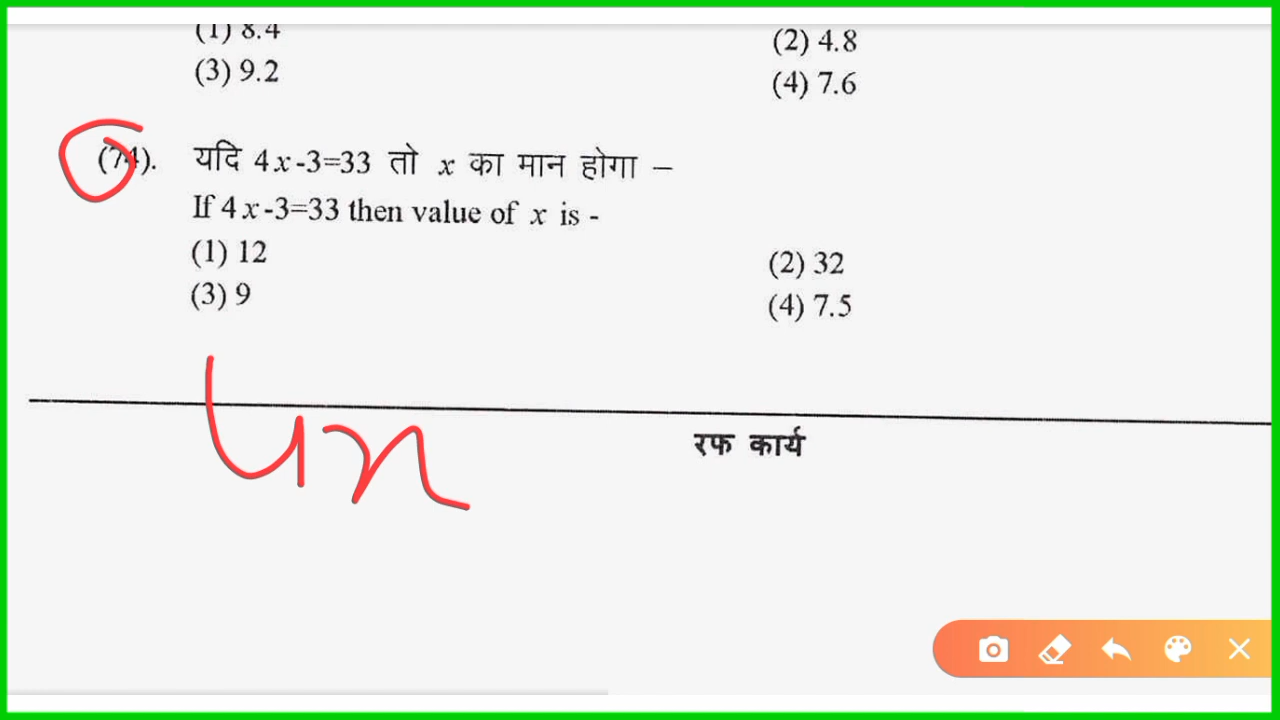 (1) 8.4
(2) 4.8
(3) 9.2
(4) 7.6
(74). यदि 4x-3=33 तो x का मान होगा –
If 4x-3=33 then value of x is -
(1) 12
(2) 32
(3) 9
(4) 7.5
4x
रफ कार्य